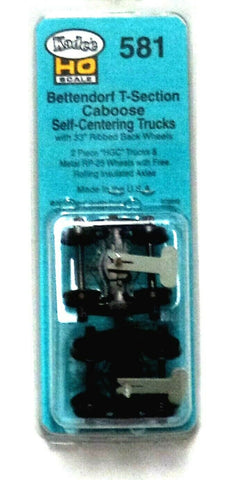 Kadee
HO
SCALE
581
Bettendorf T-Section
Caboose
Self-Centering Trucks
with 33" Ribbed Back Wheels
2 Piece "HGC" Trucks &
Metal RP-25 Wheels with Free
Rolling Insulated Axles
Made in the U.S.A.